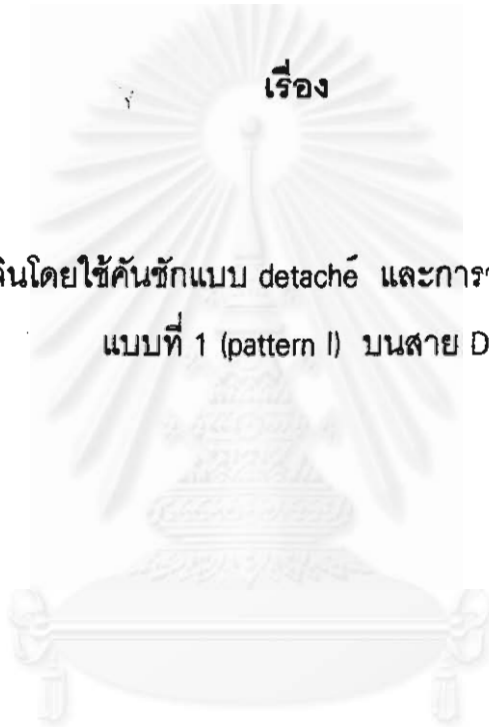 เรื่อง
โดยใช้คันชักแบบ detaché และการ
แบบที่ 1 (pattern I) บนสาย D